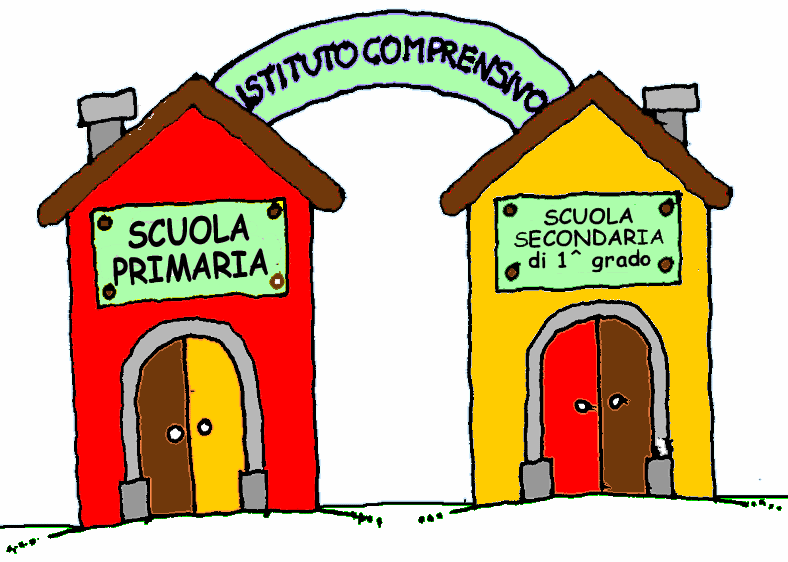 ISTITUTO COMPRENSIVO
SCUOLA
PRIMARIA
SCUOLA
SECONDARIA
di 1^ grado